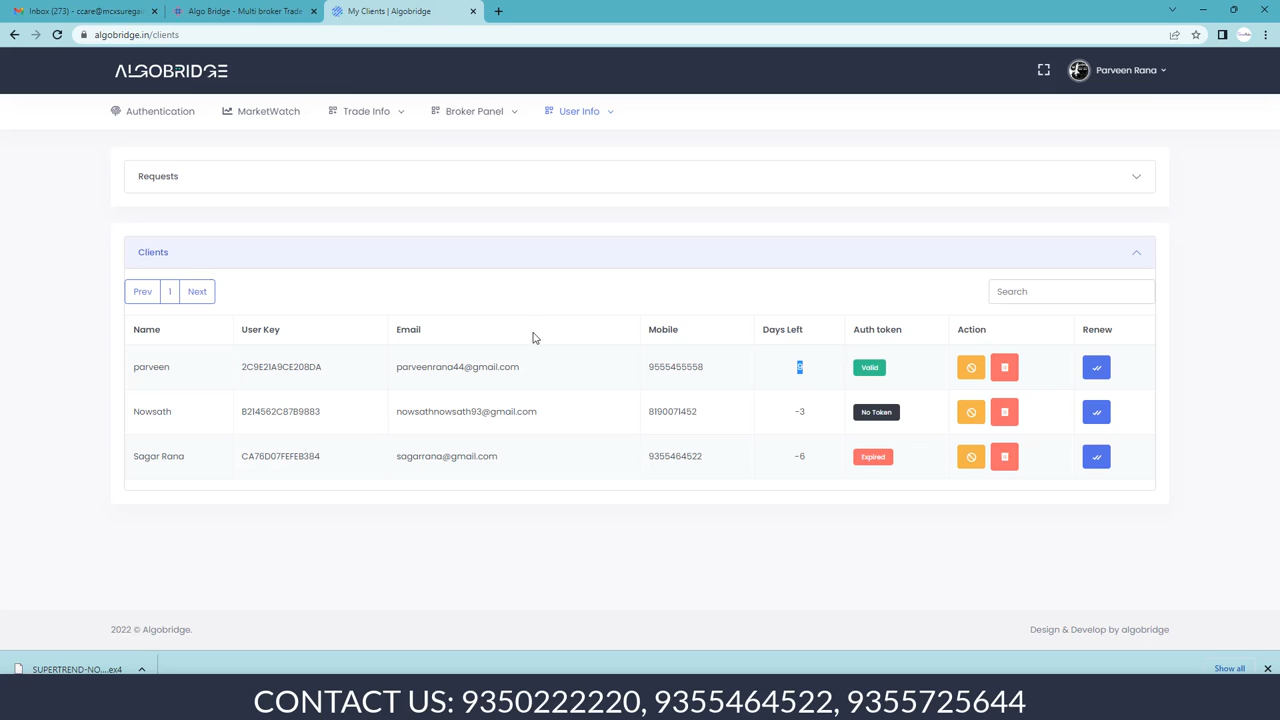 Inbox (273) - ccare@mcxsuregai
Algo Bridge - Multi broker Trade
My Clients | Algobridge
algobridge.in/clients
ALGOBRIDGE
Parveen Rana
Authentication
MarketWatch
Trade Info
Broker Panel
User Info
Requests
Clients
Prev 1 Next
Search
Name User Key Email Mobile Days Left Auth token Action Renew
parveen 2C9E21A9CE208DA parveenrana44@gmail.com 9555455558 9 Valid
Nowsath B214562C87B9883 nowsathnowsath93@gmail.com 8190071452 -3 No Token
Sagar Rana CA76D07FEFEB384 sagarrana@gmail.com 9355464522 -6 Expired
2022 © Algobridge.
Design & Develop by algobridge
SUPERTREND-NO....ex4
Show all
CONTACT US: 9350222220, 9355464522, 9355725644